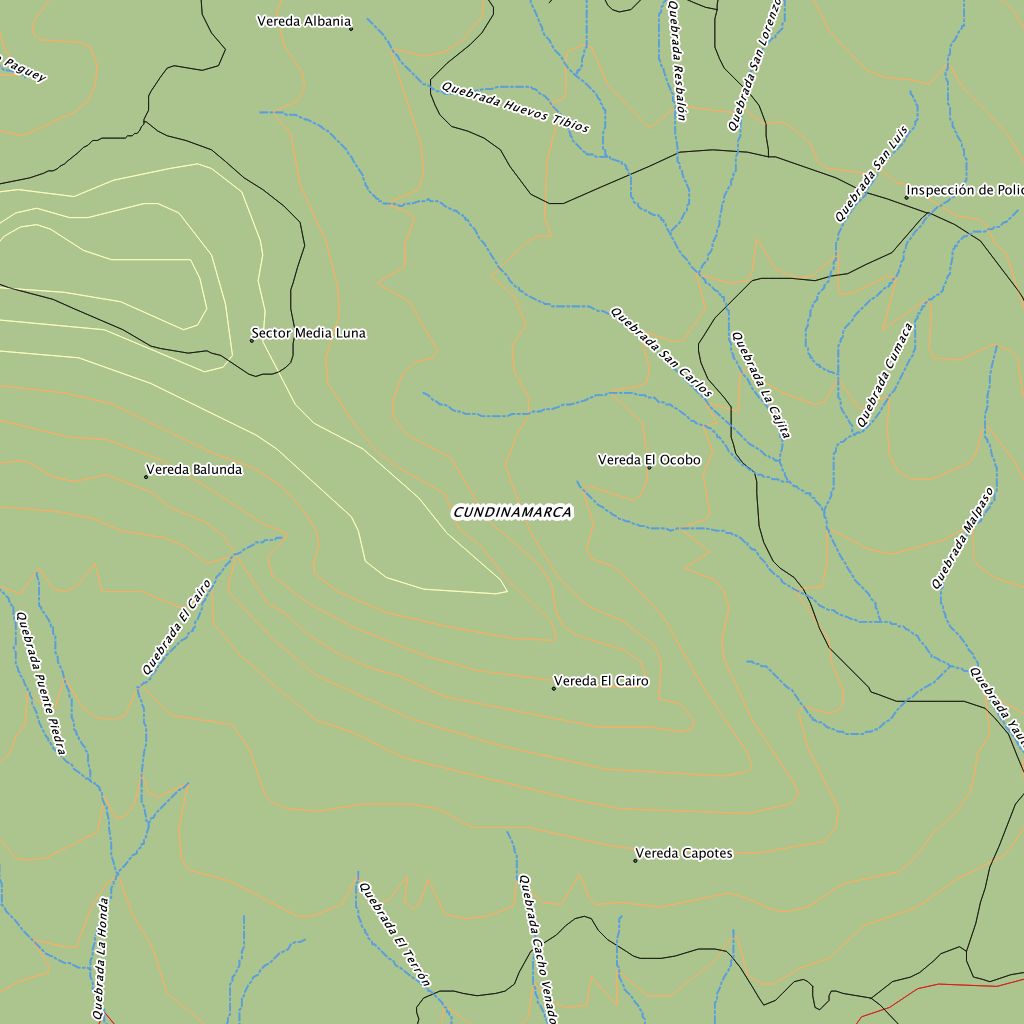 Vereda Albania
Paguey
Quebrada Resbalón
Quebrada San Lorenzo
Quebrada Huevos Tibios
Quebrada San Luis
Inspección de
Sector Media Luna
Quebrada San Carlos
Quebrada La Cajita
Quebrada Cumaca
Vereda Balunda
Vereda El Ocobo
CUNDINAMARCA
Quebrada Malpaso
Quebrada El Cairo
Quebrada Puente Piedra
Vereda El Cairo
Quebrada
Vereda Capotes
Quebrada La Honda
Quebrada El Terrón
Quebrada Cacho Venado